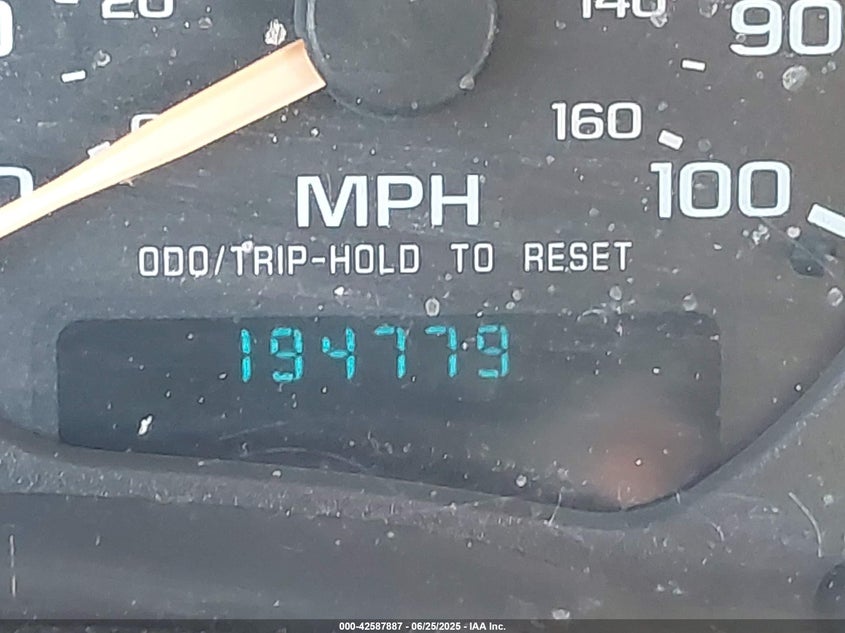 20
140
90
160
100
MPH
ODO/TRIP-HOLD TO RESET
194779
000-42587887 - 06/25/2025 - IAA Inc.